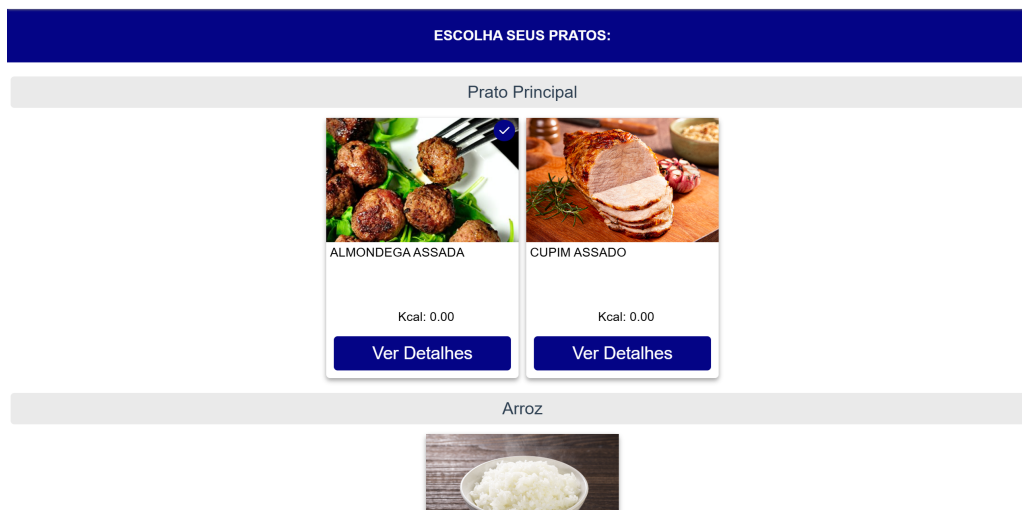 ESCOLHA SEUS PRATOS:
Prato Principal
ALMONDEGA ASSADA
CUPIM ASSADO
Kcal: 0.00
Kcal: 0.00
Ver Detalhes
Ver Detalhes
Arroz